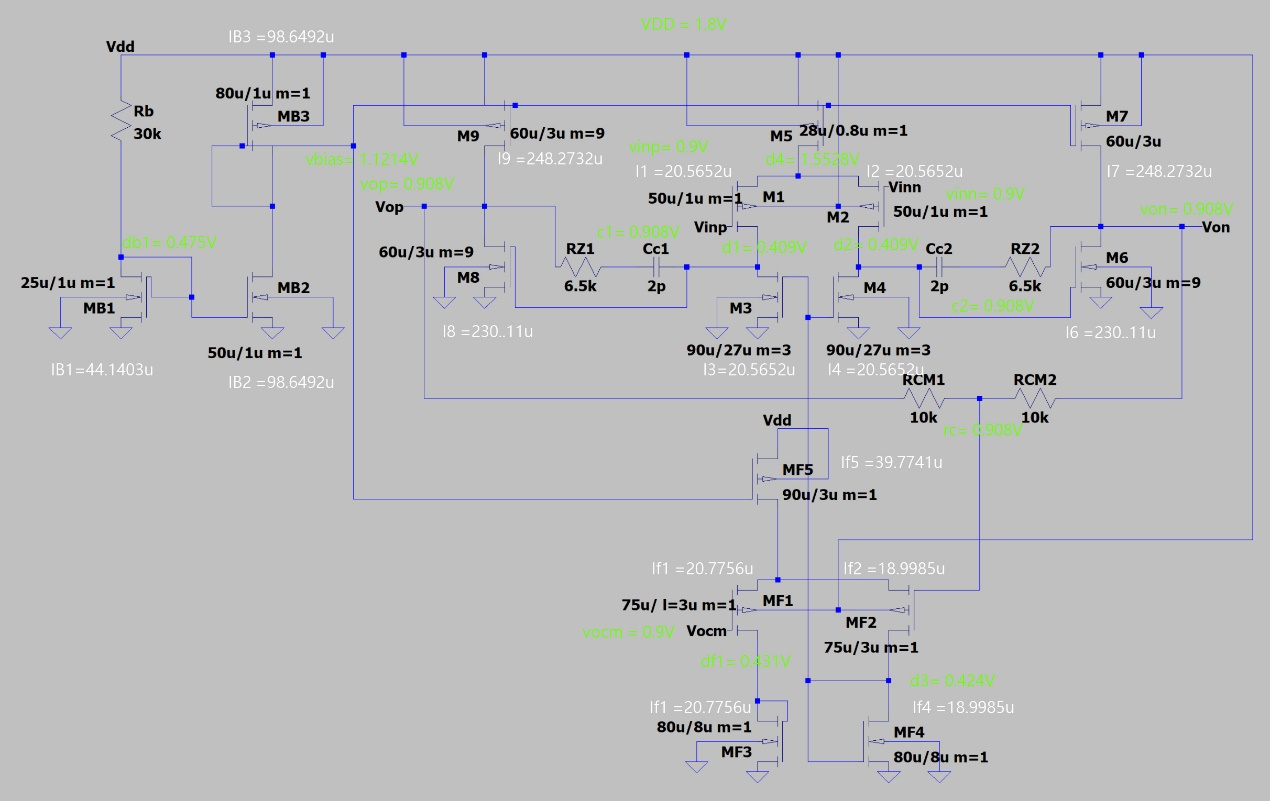 VDD = 1.8V
IB3 =98.6492u
Vdd
80u/1u m=1
MB3
Rb
30k
M9
60u/3u m=9
I9 =248.2732u
M5
28u/0.8u m=1
M7
60u/3u
I7 =248.2732u
vbias= 1.1214V
vinp= 0.9V
d4= 1.5528V
I1 =20.5652u
I2 =20.5652u
vop= 0.908V
Vop
50u/1u m=1
M1
M2
Vinn
vinn= 0.9V
50u/1u m=1
von= 0.908V
Von
Vinp
c1= 0.908V
db1= 0.475V
d1= 0.409V
d2= 0.409V
60u/3u m=9
M8
RZ1
6.5k
Cc1
2p
Cc2
2p
RZ2
6.5k
M6
60u/3u m=9
25u/1u m=1
MB1
MB2
M3
M4
c2= 0.908V
I8 =230..11u
I6 =230.11u
50u/1u m=1
90u/27u m=3
90u/27u m=3
IB1=44.1403u
IB2 =98.6492u
I3=20.5652u
I4 =20.5652u
RCM1
10k
RCM2
10k
rc= 0.908V
Vdd
MF5
If5 =39.7741u
90u/3u m=1
If1 =20.7756u
If2 =18.9985u
75u/ l=3u m=1
MF1
MF2
vocm = 0.9V
Vocm
75u/3u m=1
df1= 0.431V
d3= 0.424V
If1 =20.7756u
If4 =18.9985u
80u/8u m=1
MF3
MF4
80u/8u m=1